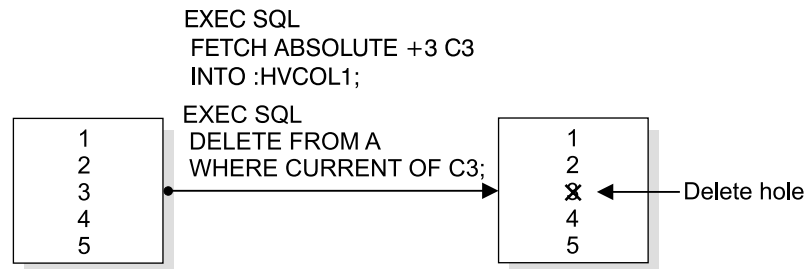 EXEC SQL
FETCH ABSOLUTE +3 C3
INTO :HVCOL1;
EXEC SQL
DELETE FROM A
WHERE CURRENT OF C3;
1
2
3
4
5
1
2
3
4
5
Delete hole